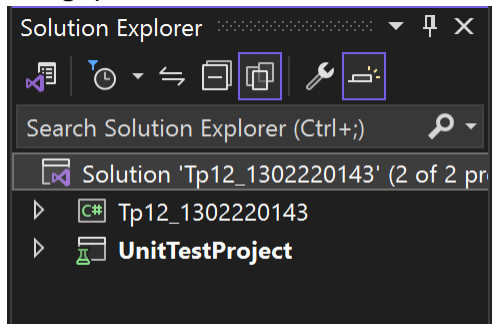 Solution Explorer
Search Solution Explorer (Ctrl+;)
Solution 'Tp12_1302220143' (2 of 2 pr
C# Tp12_1302220143
UnitTestProject